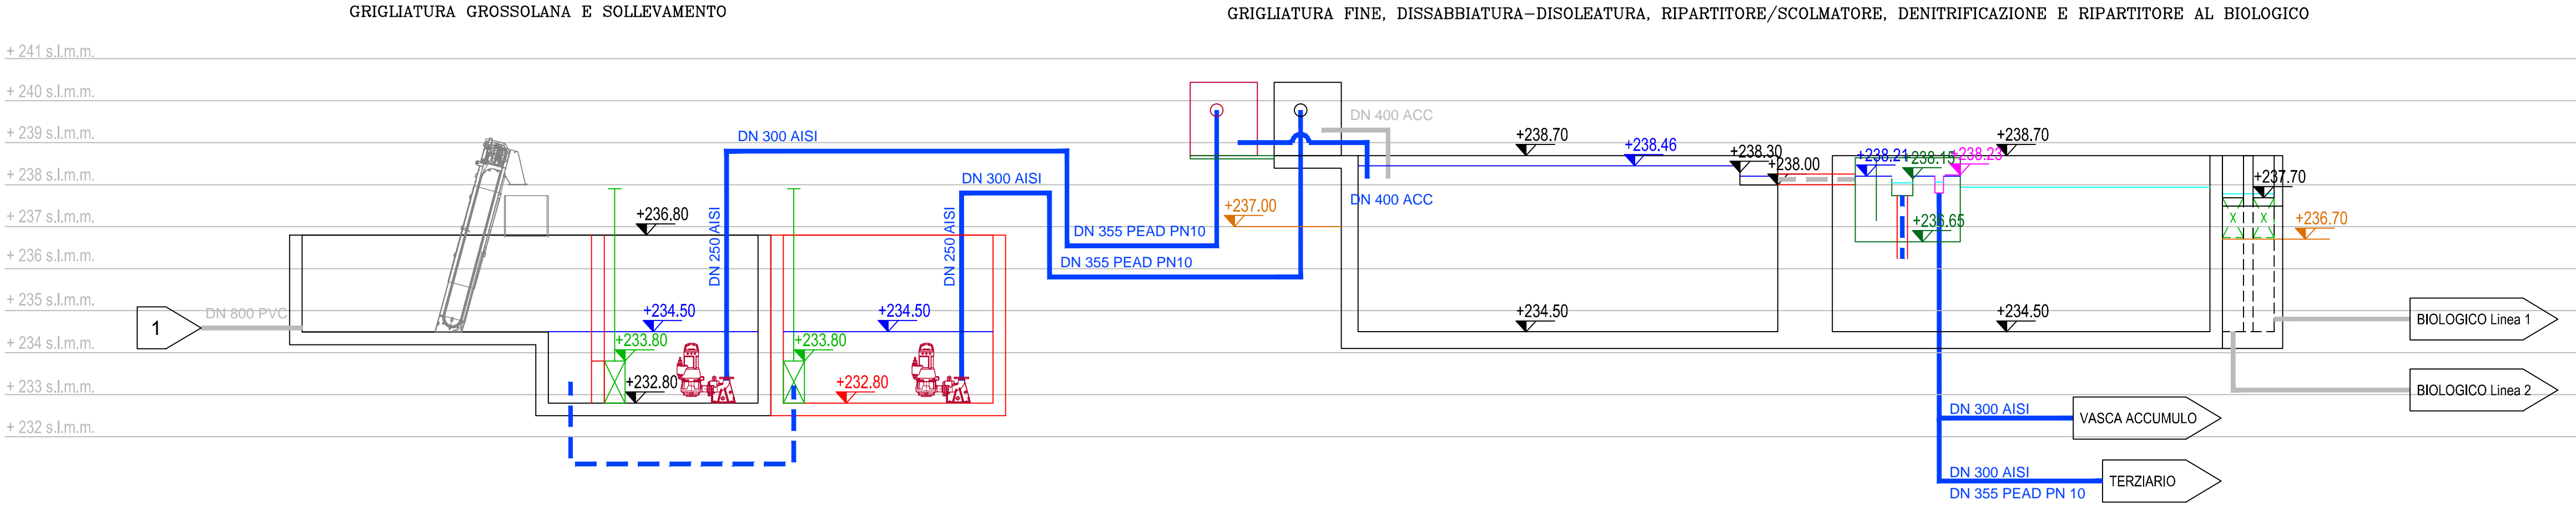 GRIGLIATURA GROSSOLANA E SOLLEVAMENTO
GRIGLIATURA FINE, DISSABBIATURA-DISOLEATURA, RIPARTITORE/SCOLMATORE, DENITRIFICAZIONE E RIPARTITORE AL BIOLOGICO
+ 241 s.l.m.m.
+ 240 s.l.m.m.
+ 239 s.l.m.m.
+ 238 s.l.m.m.
+ 237 s.l.m.m.
+ 236 s.l.m.m.
+ 235 s.l.m.m.
+ 234 s.l.m.m.
+ 233 s.l.m.m.
+ 232 s.l.m.m.
1
DN 800 PVC
+236.80
+234.50
+233.80
+232.80
DN 250 AISI
DN 300 AISI
+234.50
+233.80
+232.80
DN 250 AISI
DN 300 AISI
DN 355 PEAD PN10
DN 355 PEAD PN10
+237.00
DN 400 ACC
DN 400 ACC
+238.70
+238.46
+238.30
+238.00
+234.50
+238.21
+238.15
+238.23
+236.65
+238.70
+234.50
+237.70
+236.70
BIOLOGICO Linea 1
BIOLOGICO Linea 2
DN 300 AISI
VASCA ACCUMULO
DN 300 AISI
DN 355 PEAD PN 10
TERZIARIO